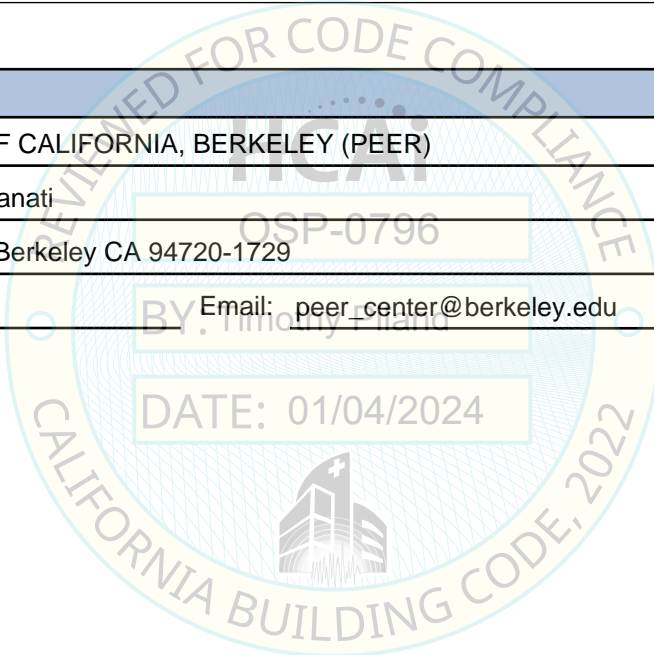 REVIEWED FOR CODE COMPLIANCE
HCAi
F CALIFORNIA, BERKELEY (PEER)
anati
OSP-0796
Berkeley CA 94720-1729
Email: peer_center@berkeley.edu
BY: Timothy Piland
DATE: 01/04/2024
CALIFORNIA BUILDING CODE, 2022